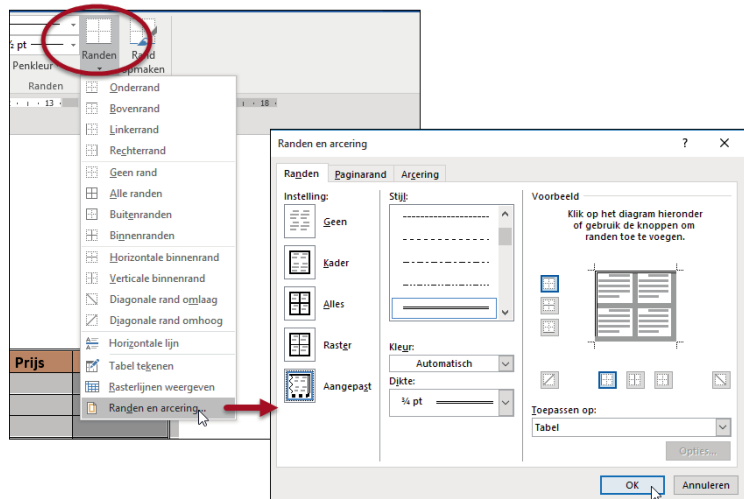 ½ pt
Penkleur
Randen
Rand
opmaken
Randen
13
18
Onderrand
Bovenrand
Linkerrand
Rechterrand
Geen rand
Alle randen
Buitenranden
Binnenranden
Horizontale binnenrand
Verticale binnenrand
Diagonale rand omlaag
Diagonale rand omhoog
Horizontale lijn
Tabel tekenen
Rasterlijnen weergeven
Randen en arcering...
Prijs
Randen en arcering
?
Randen
Paginarand
Arcering
Instelling:
Geen
Kader
Alles
Raster
Aangepast
Stijl:
Kleur:
Automatisch
Dikte:
¾ pt
Voorbeeld
Klik op het diagram hieronder
of gebruik de knoppen om
randen toe te voegen.
Toepassen op:
Tabel
Opties...
OK
Annuleren